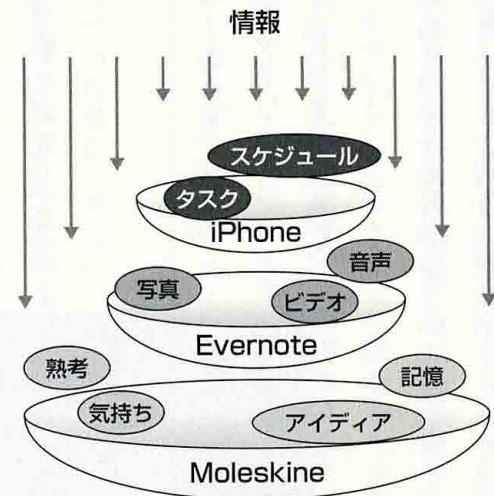 情報
スケジュール
タスク
iPhone
音声
写真
ビデオ
Evernote
熟考
記憶
気持ち
アイディア
Moleskine